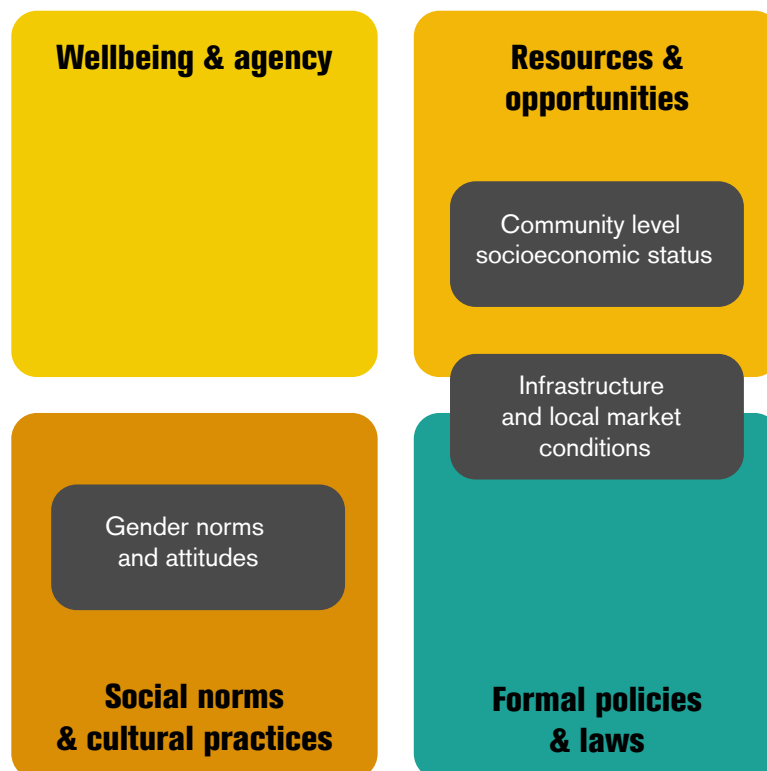 Wellbeing & agency
Resources &
opportunities
Community level
socioeconomic status
Infrastructure
and local market
conditions
Gender norms
and attitudes
Social norms
& cultural practices
Formal policies
& laws